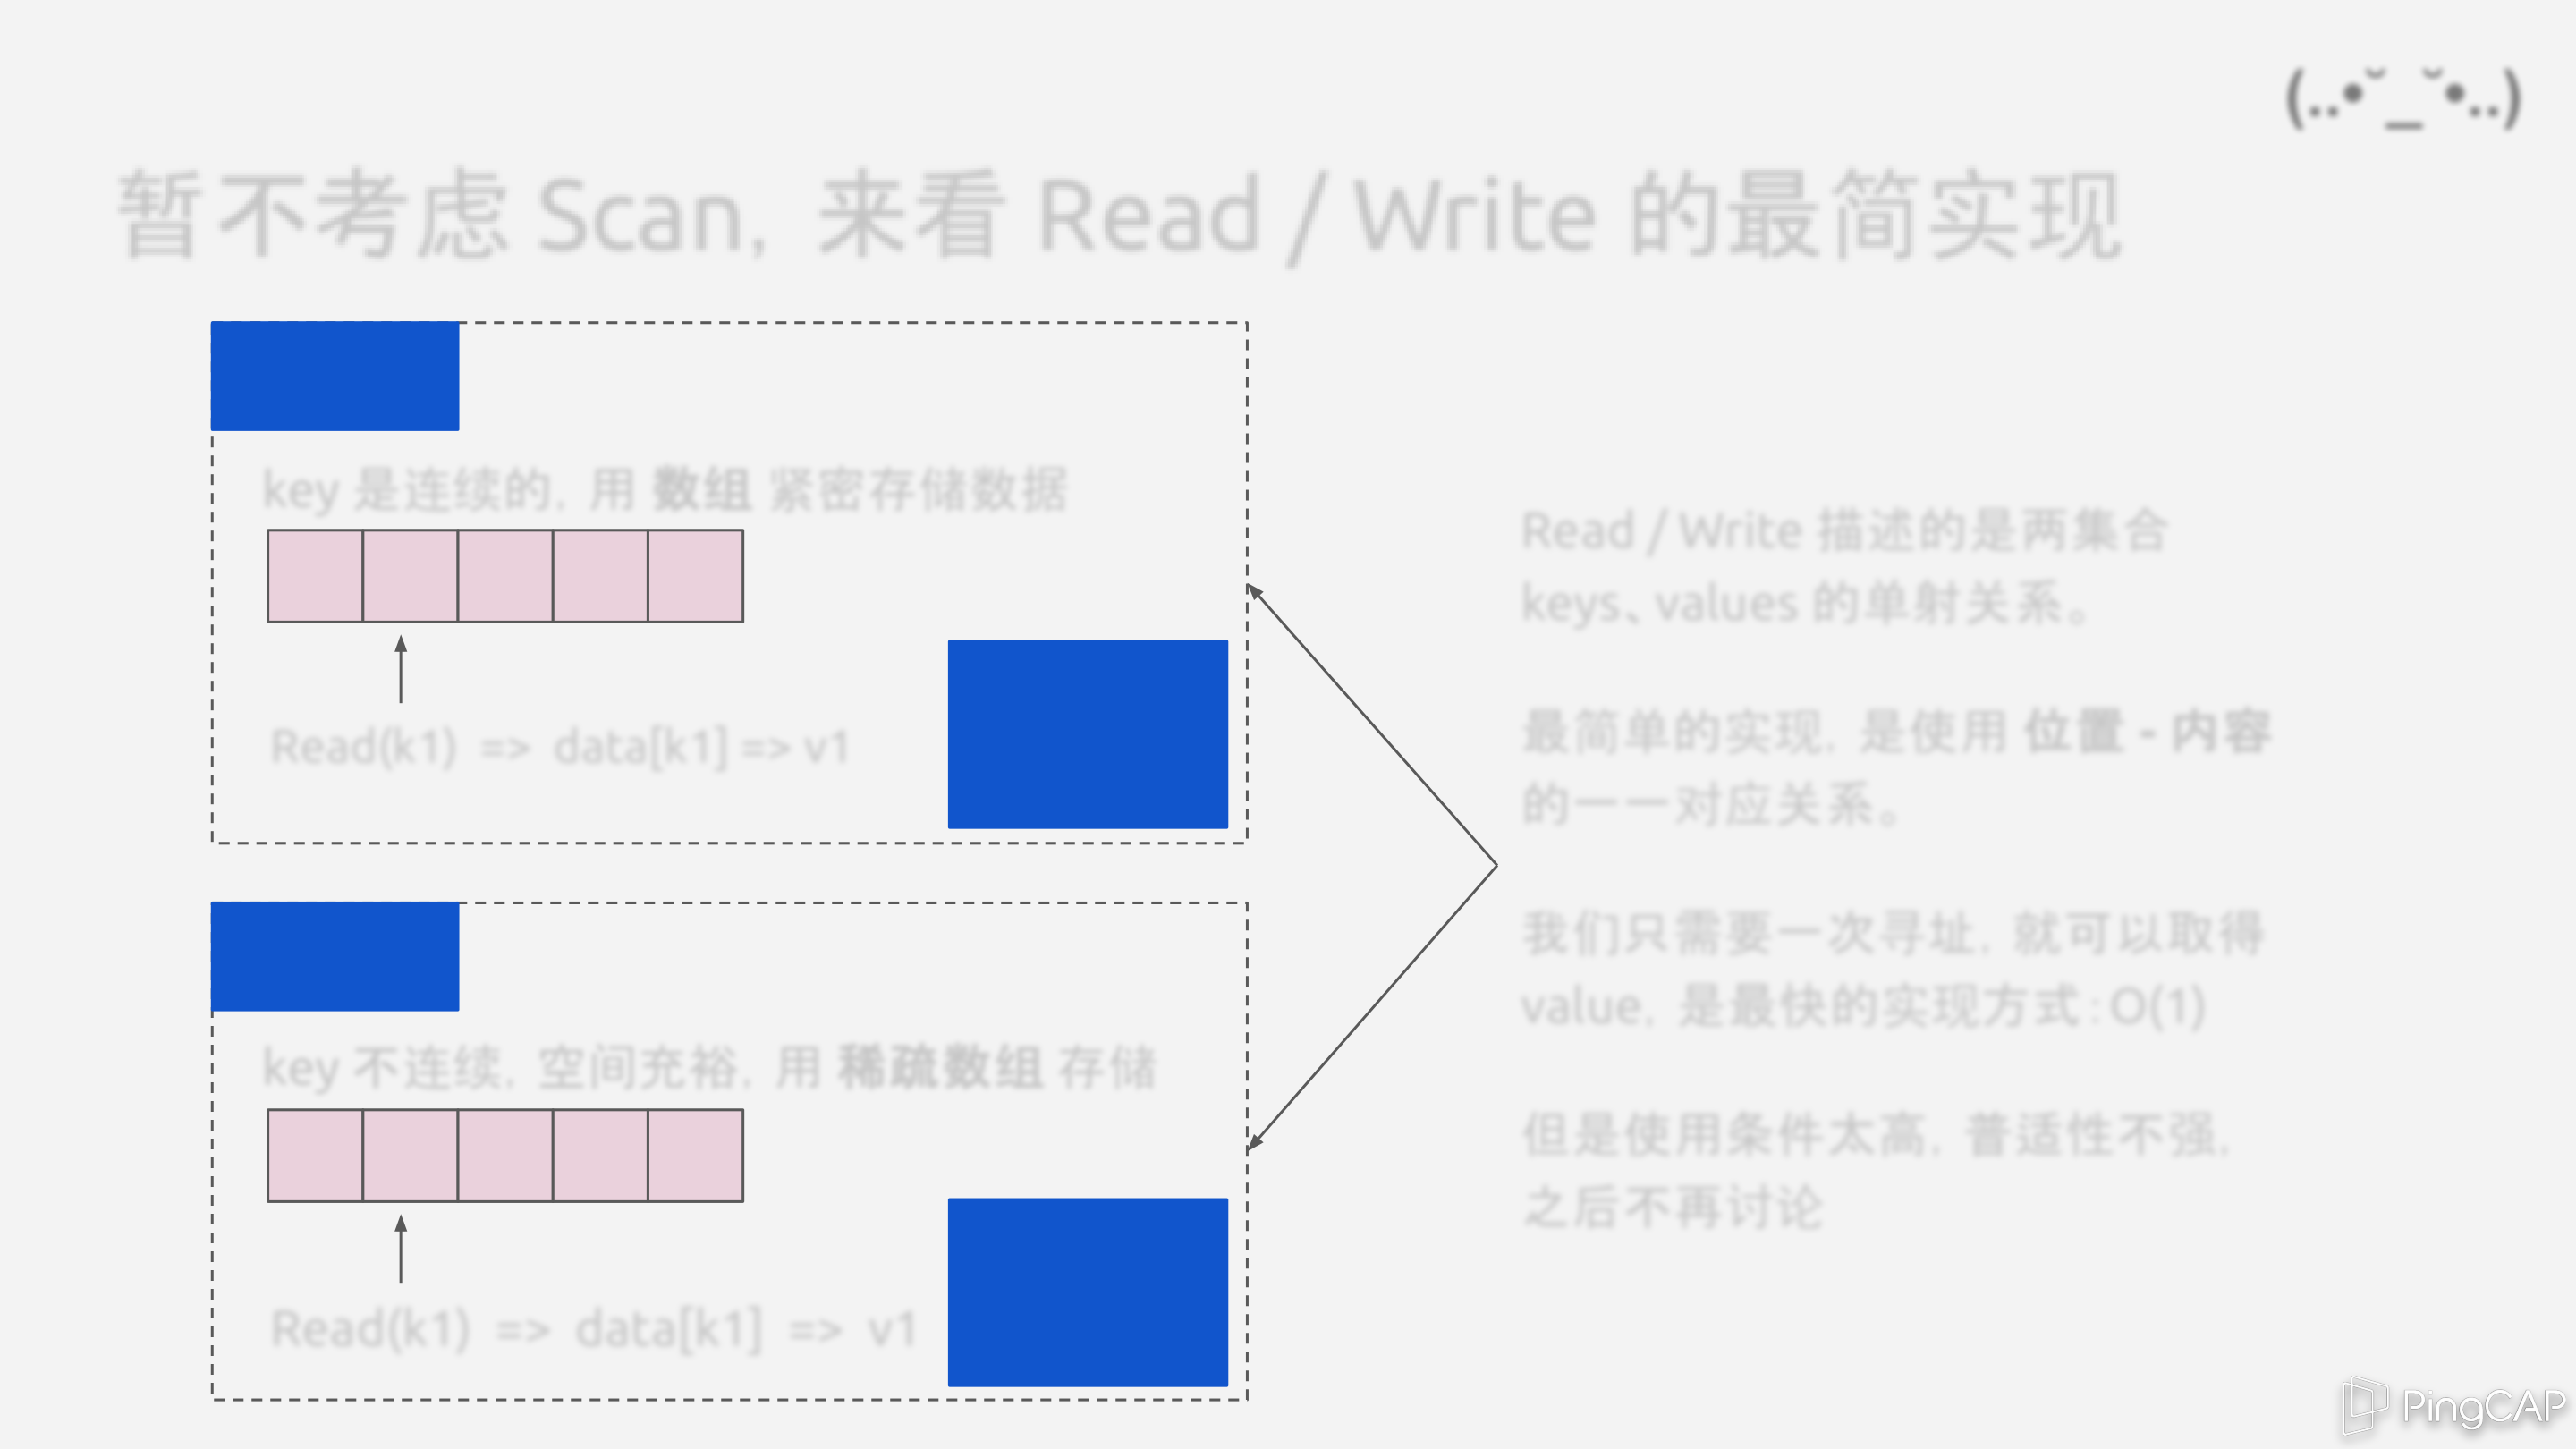 (..•˘_˘•..)
暂不考虑 Scan，来看 Read / Write 的最简实现
key 是连续的，用 数组 紧密存储数据
Read(k1) => data[k1] => v1
key 不连续，空间充裕，用 稀疏数组 存储
Read(k1) => data[k1] => v1
Read / Write 描述的是两集合
keys、values 的单射关系。
最简单的实现，是使用 位置 - 内容
的一一对应关系。
我们只需要一次寻址，就可以取得
value，是最快的实现方式：O(1)
但是使用条件太高，普适性不强，
之后不再讨论
PingCAP